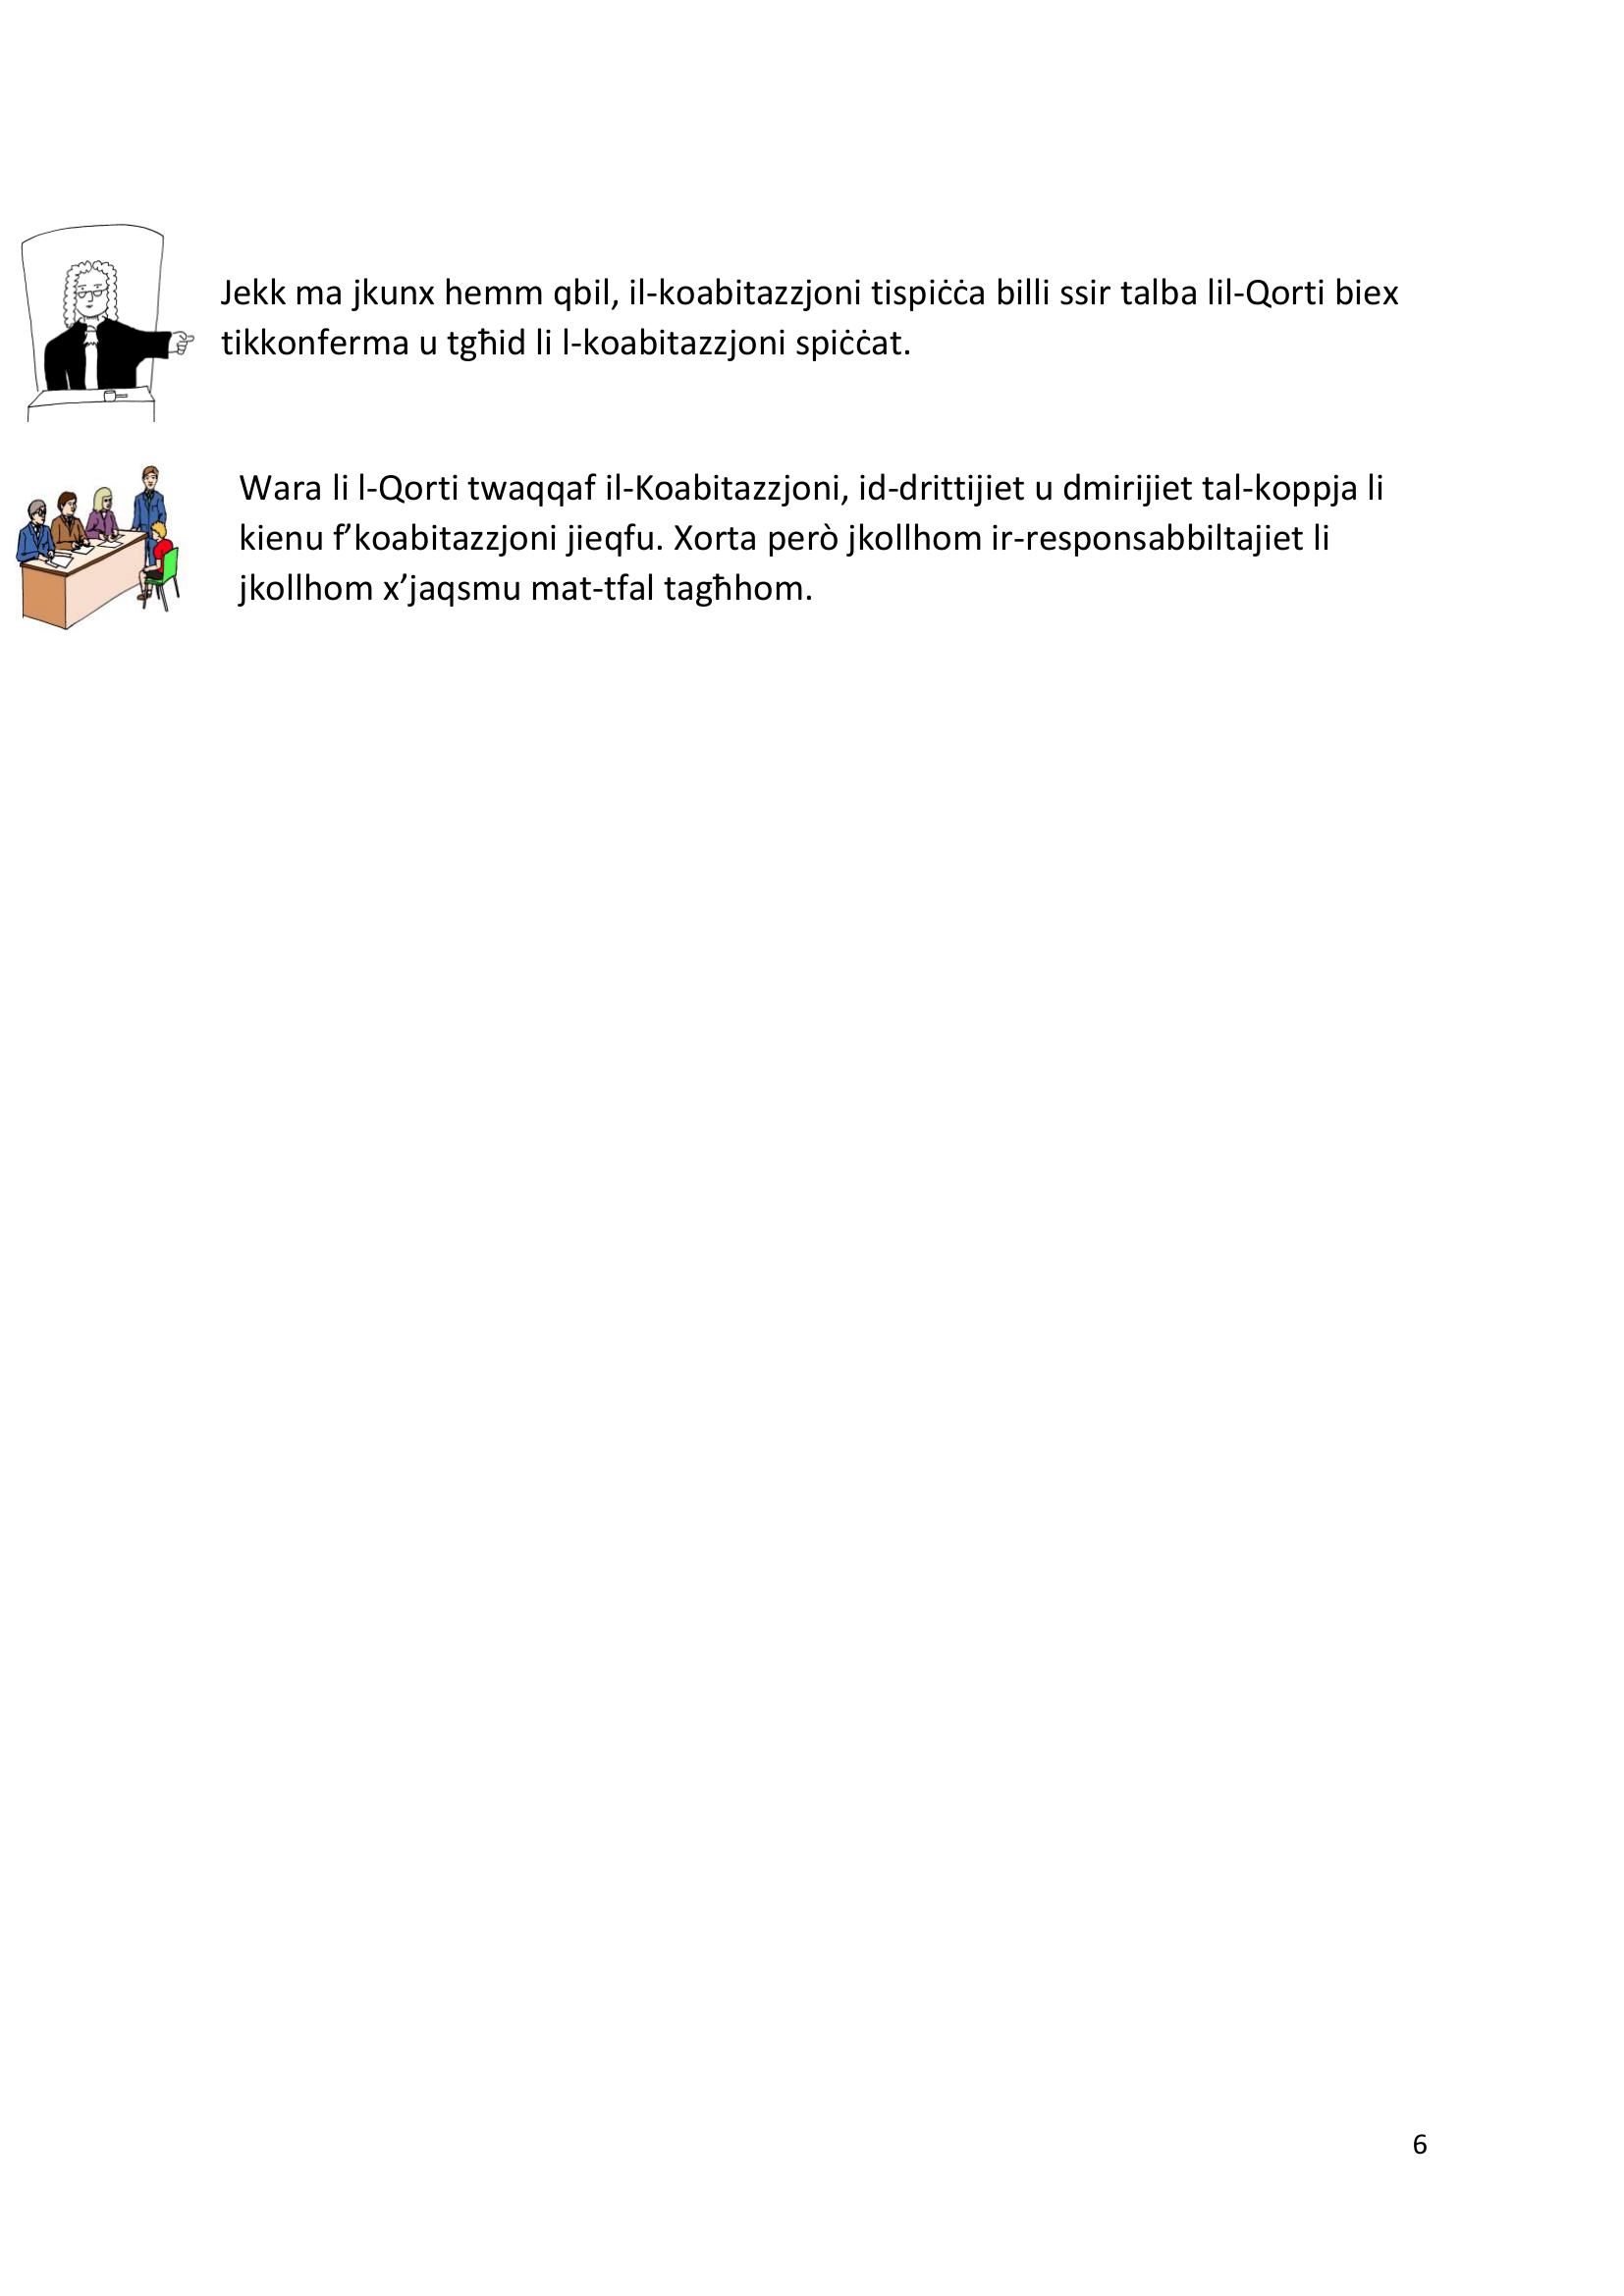 Jekk ma jkunx hemm qbil, il-koabitazzjoni tispiċċa billi ssir talba lil-Qorti biex
tikkonferma u tgħid li l-koabitazzjoni spiċċat.
Wara li l-Qorti twaqqaf il-Koabitazzjoni, id-drittijiet u dmirijiet tal-koppja li
kienu f’koabitazzjoni jieqfu. Xorta però jkollhom ir-responsabbiltajiet li
jkollhom x’jaqsmu mat-tfal tagħhom.
6